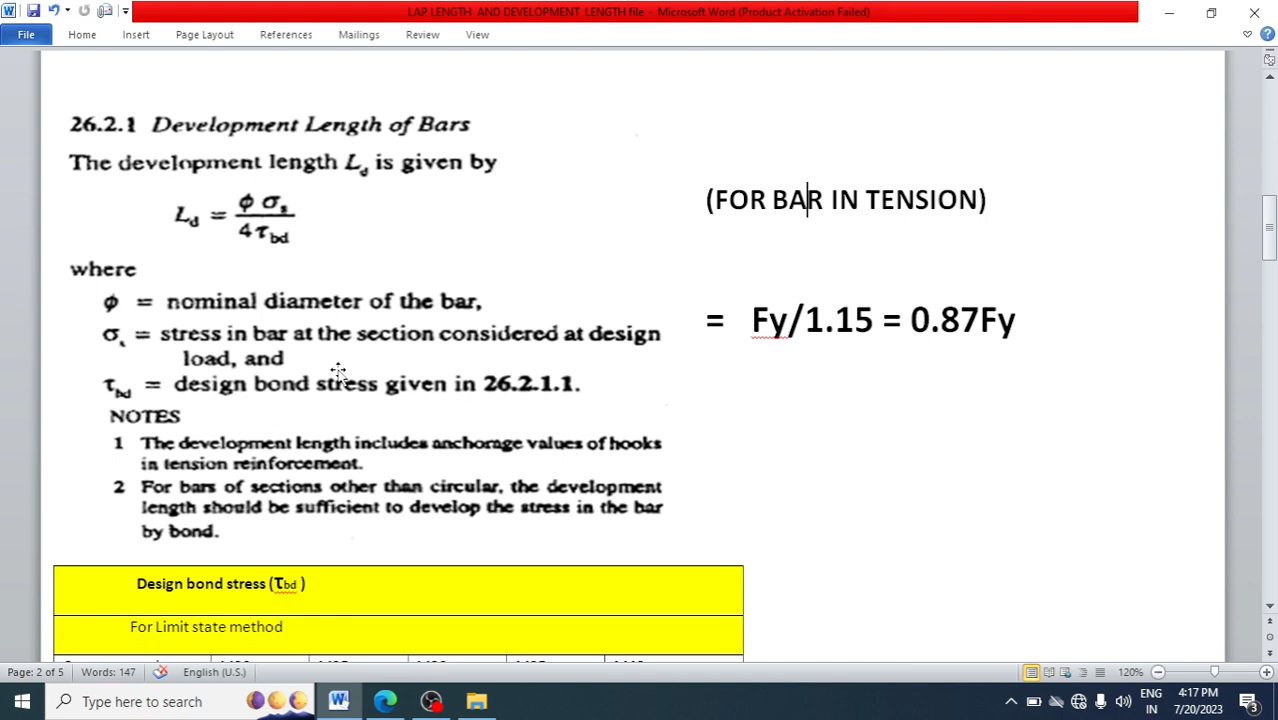 LAP LENGTH AND DEVELOPMENT LENGTH file - Microsoft Word (Product Activation Failed)
File Home Insert Page Layout References Mailings Review View
26.2.1 Development Length of Bars
The development length Ld is given by
(FOR BAR IN TENSION)
Ld = ϕ σs / 4 τbd
where
ϕ = nominal diameter of the bar,
σs = stress in bar at the section considered at design
load, and
= Fy/1.15 = 0.87Fy
τbd = design bond stress given in 26.2.1.1.
NOTES
1 The development length includes anchorage values of hooks
in tension reinforcement.
2 For bars of sections other than circular, the development
length should be sufficient to develop the stress in the bar
by bond.
Design bond stress (τbd )
For Limit state method
Page: 2 of 5 Words: 147 English (U.S.) 120%
Type here to search
ENG
IN
4:17 PM
7/20/2023
3